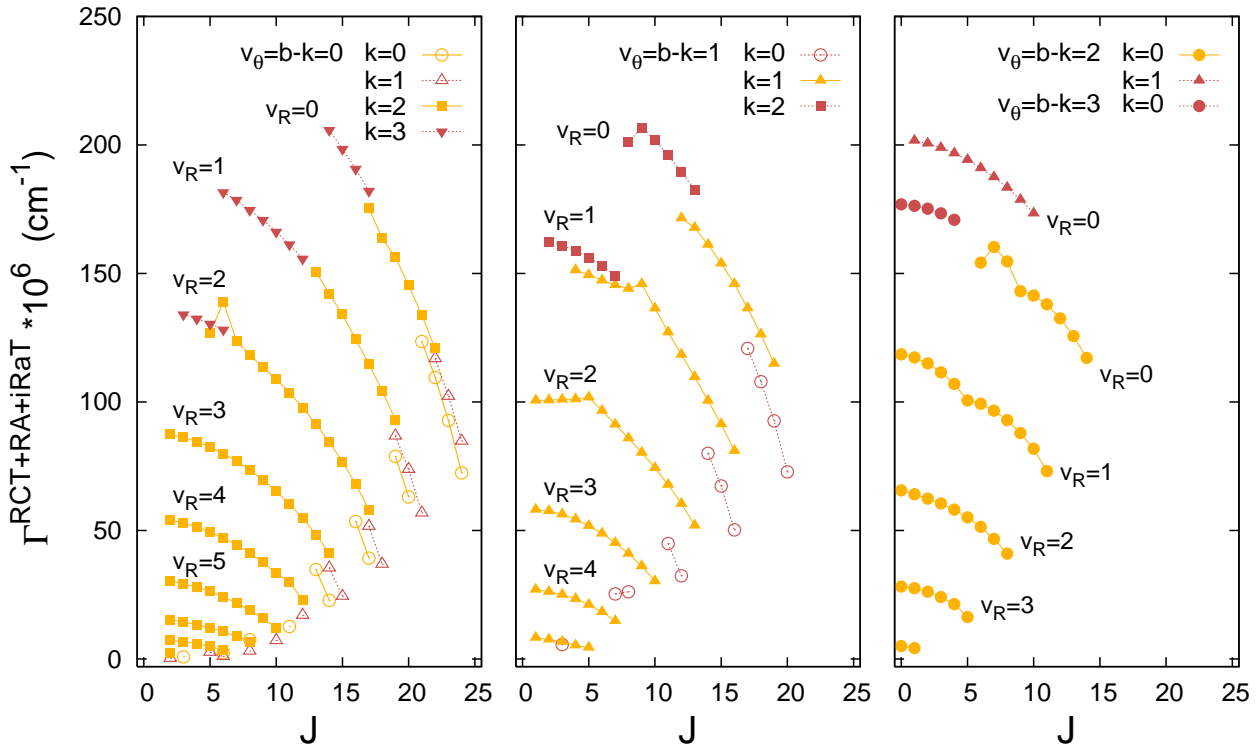 Γ^RCT+RA+iRaT *10^6 (cm^-1)
250
200
150
100
50
0
v_θ=b-k=0 k=0
k=1
k=2
k=3
v_R=0
v_R=1
v_R=2
v_R=3
v_R=4
v_R=5
0 5 10 15 20 25
J
v_θ=b-k=1 k=0
k=1
k=2
v_R=0
v_R=1
v_R=2
v_R=3
v_R=4
0 5 10 15 20 25
J
v_θ=b-k=2 k=0
k=1
v_θ=b-k=3 k=0
v_R=0
v_R=0
v_R=1
v_R=2
v_R=3
0 5 10 15 20 25
J